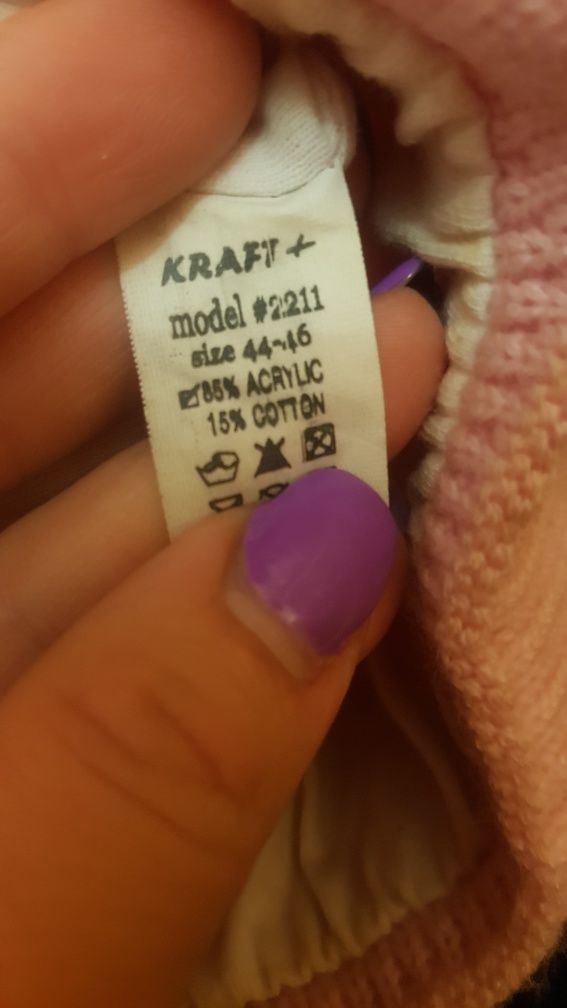 KRAFT +
model #2211
size 44-46
85% ACRYLIC
15% COTTON